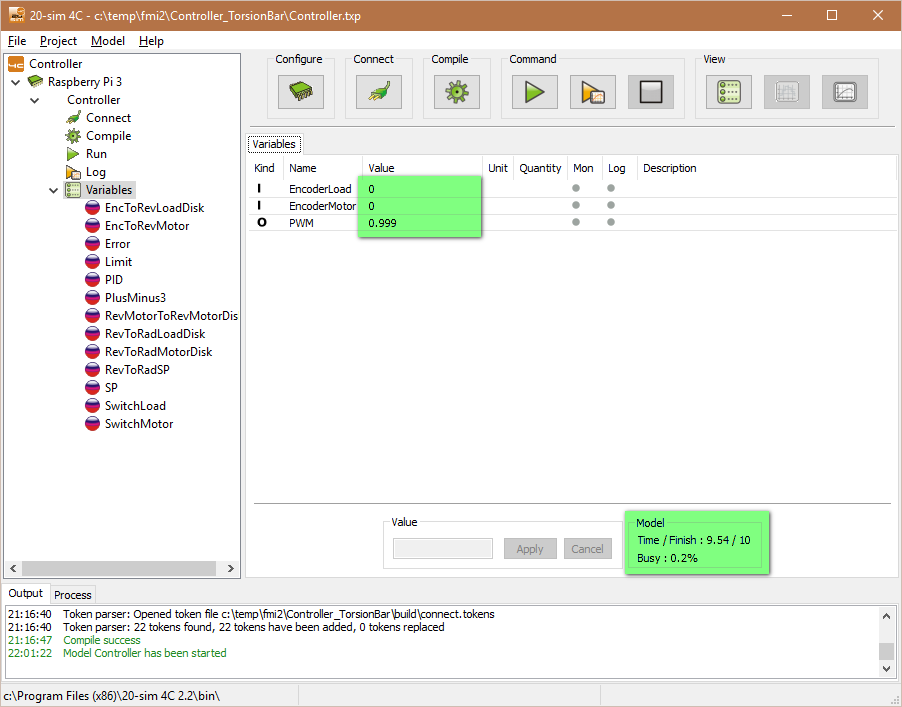 20-sim 4C - c:\temp\fmi2\Controller_TorsionBar\Controller.txp
File Project Model Help
Controller
Raspberry Pi 3
Controller
Connect
Compile
Run
Log
Variables
EncToRevLoadDisk
EncToRevMotor
Error
Limit
PID
PlusMinus3
RevMotorToRevMotorDis
RevToRadLoadDisk
RevToRadMotorDisk
RevToRadSP
SP
SwitchLoad
SwitchMotor
Configure Connect Compile Command View
Variables
Kind Name Value Unit Quantity Mon Log Description
I EncoderLoad 0
I EncoderMotor 0
O PWM 0.999
Value
Apply Cancel
Model
Time / Finish : 9.54 / 10
Busy : 0.2%
Output Process
21:16:40 Token parser: Opened token file c:\temp\fmi2\Controller_TorsionBar\build\connect.tokens
21:16:40 Token parser: 22 tokens found, 22 tokens have been added, 0 tokens replaced
21:16:47 Compile success
22:01:22 Model Controller has been started
c:\Program Files (x86)\20-sim 4C 2.2\bin\